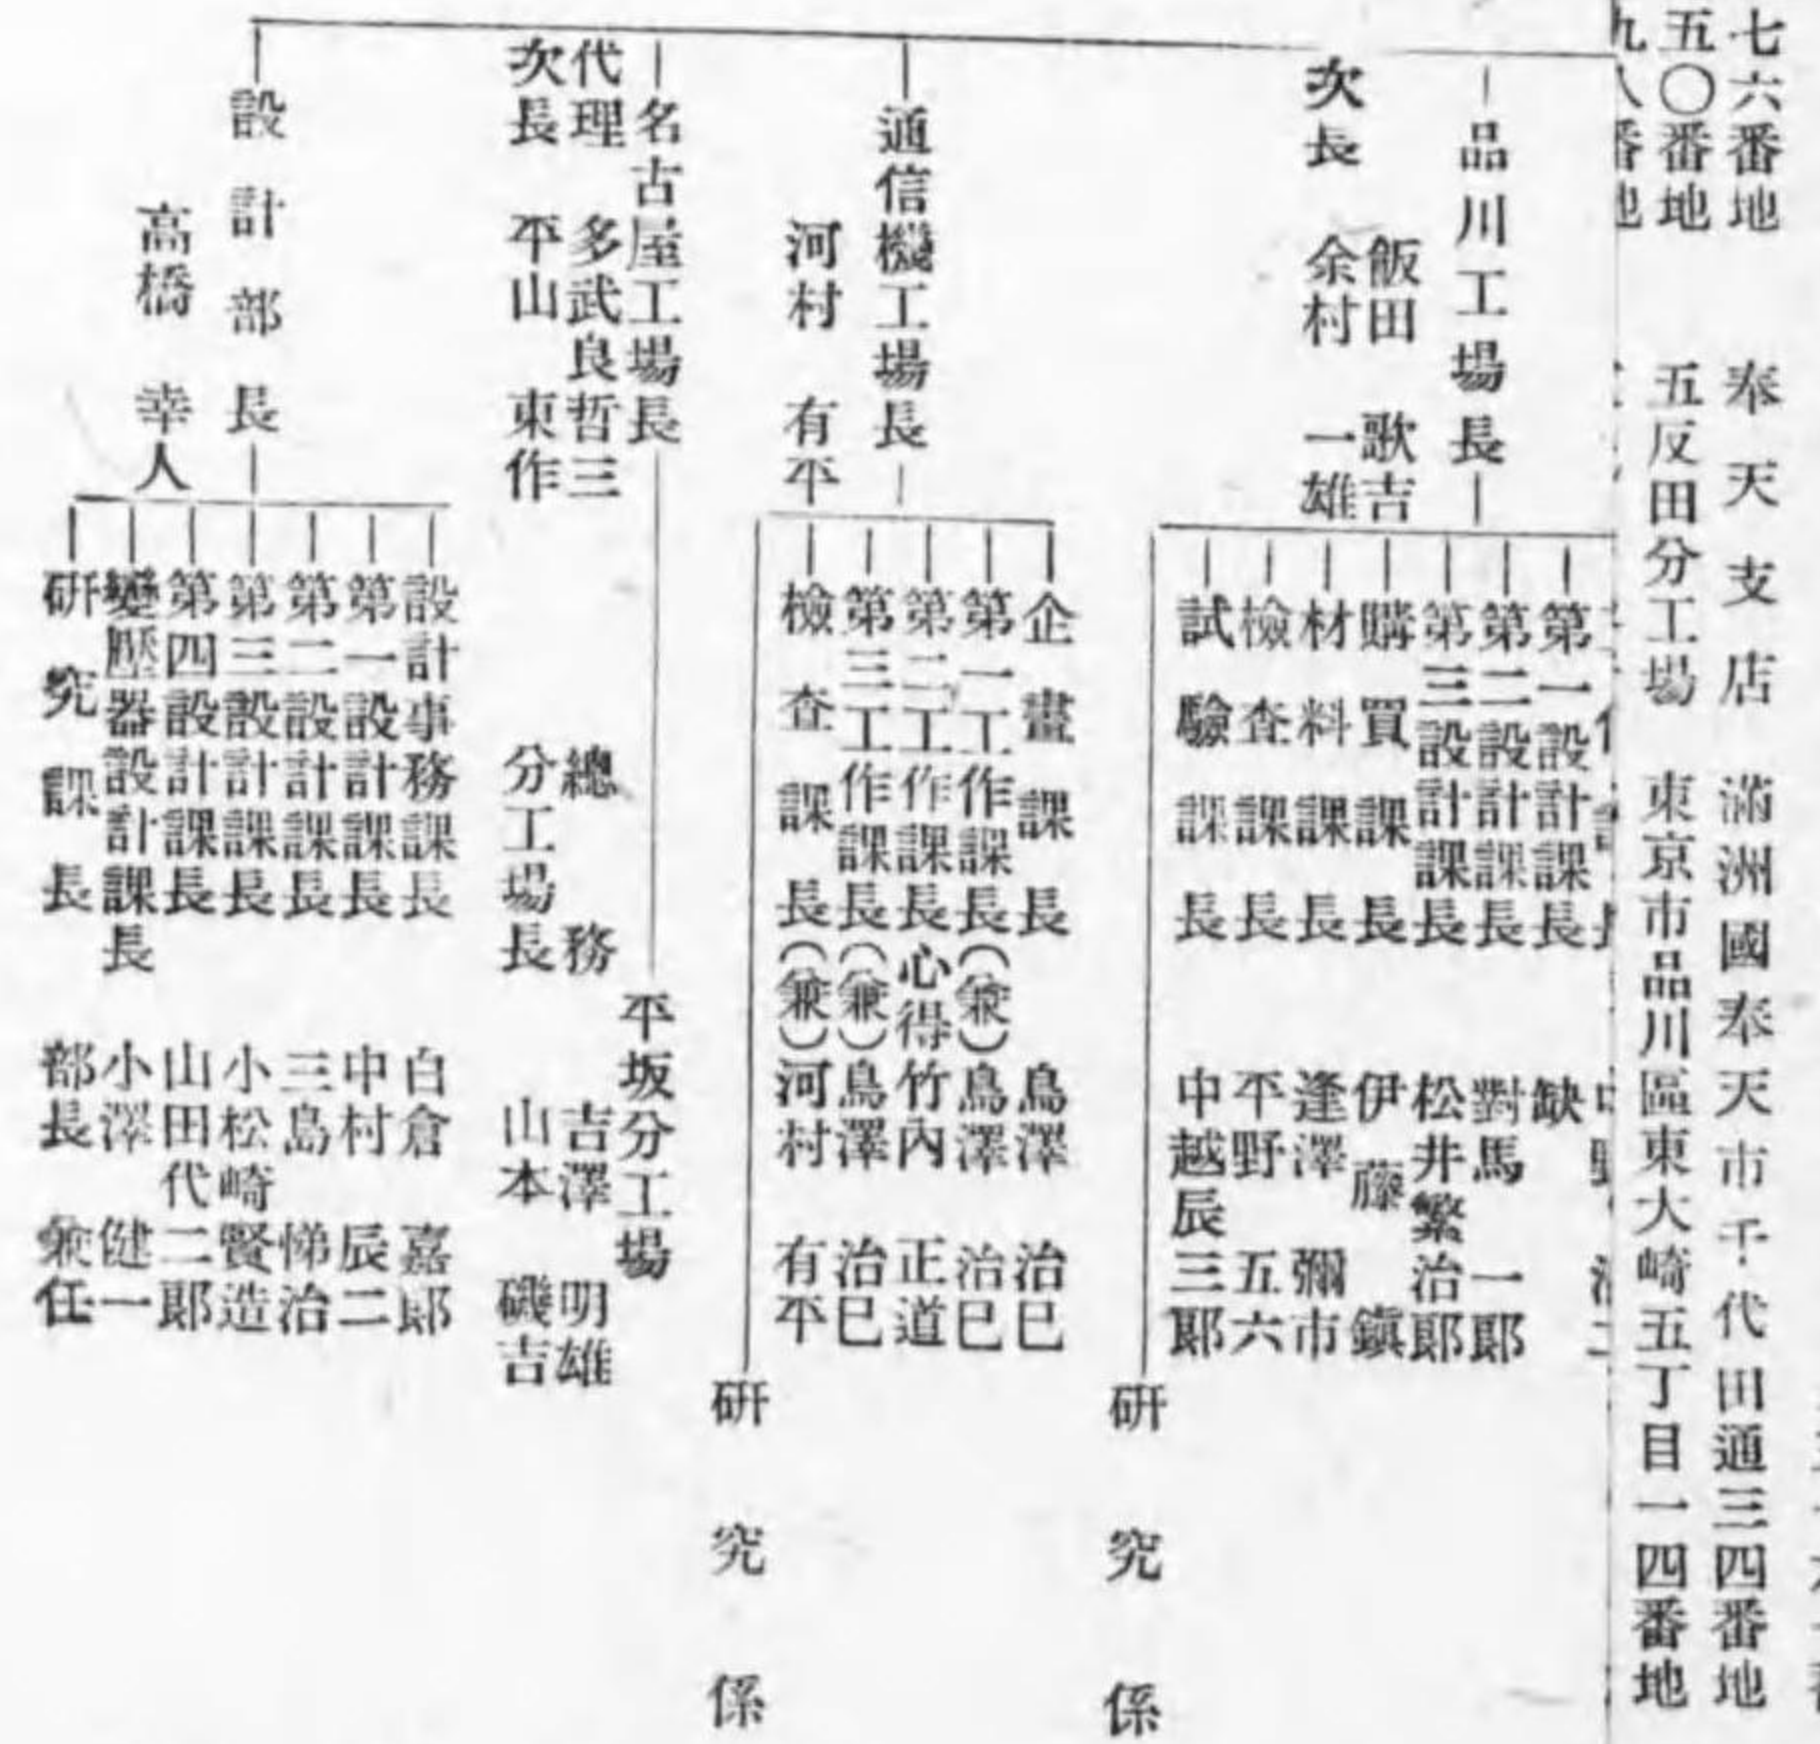 七六番地
五〇番地
九八番地
奉天支店 滿洲國奉天市千代田通三四番地
五反田分工場 東京市品川區東大崎五丁目一四番地
品川工場長
飯田 歌吉
次長 余村 一雄
第一設計課長 缺
第二設計課長 對馬 一郎
第三設計課長 松井繁治郎
購買課長 伊藤 鎭
材料課長 逢澤 彌市
檢査課長 平野 五六
試驗課長 中越辰三郎
研究係
通信機工場長
河村 有平
企畫課長 鳥澤 治巳
第一工作課長(兼)鳥澤 治巳
第二工作課長心得竹內 正道
第三工作課長(兼)鳥澤 治巳
檢査課長(兼)河村 有平
研究係
名古屋工場長
代理 多武良哲三
次長 平山 東作
平坂分工場
總務 吉澤 明雄
分工場長 山本 磯吉
設計部長
高橋 幸人
設計事務課長 白倉 嘉郎
第一設計課長 中村 辰二
第二設計課長 三島 悌治
第三設計課長 小松崎賢造
第四設計課長 山田代二郎
變壓器設計課長 小澤 健一
研究課長 部長 兼任